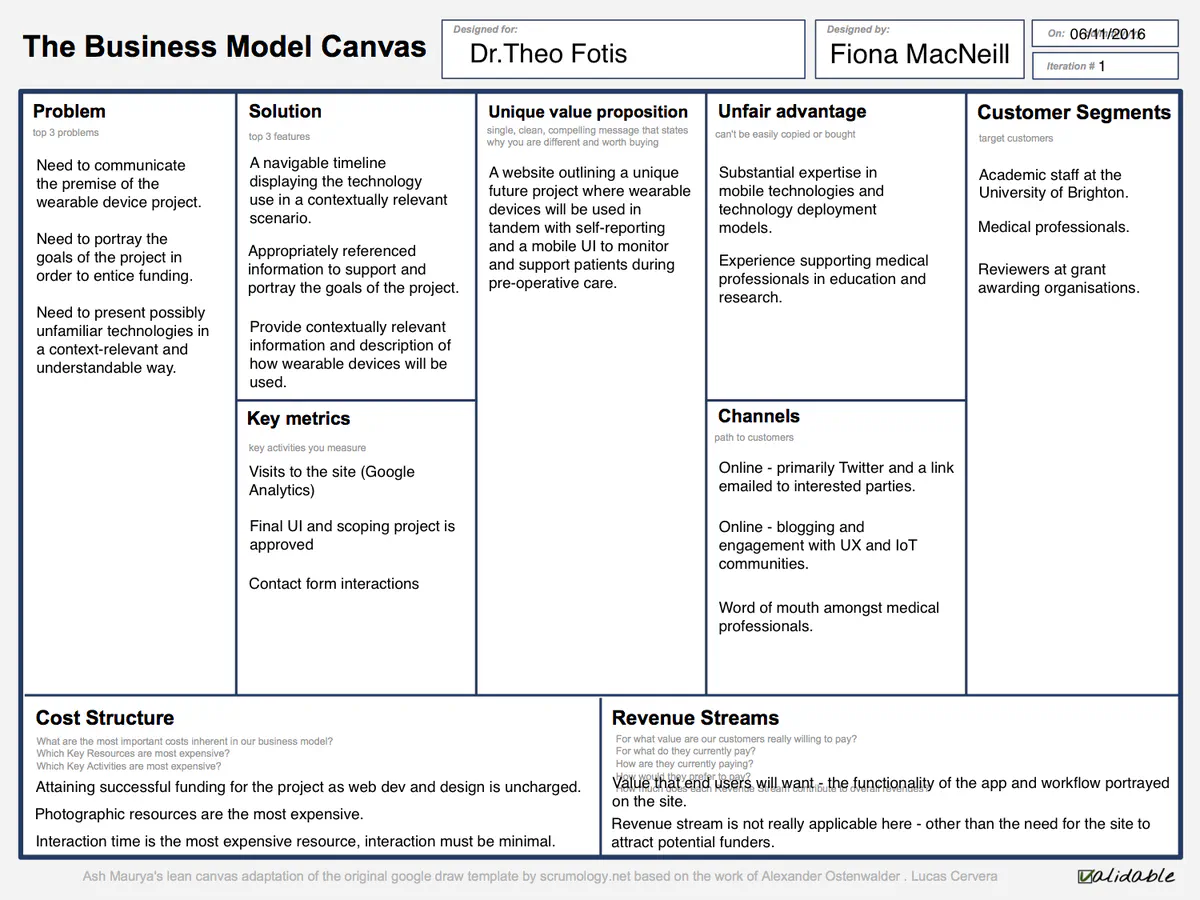 The Business Model Canvas
Designed for:
Dr.Theo Fotis
Designed by:
Fiona MacNeill
On: 06/11/2016
Iteration # 1
Problem
top 3 problems
Need to communicate
the premise of the
wearable device project.
Need to portray the
goals of the project in
order to entice funding.
Need to present possibly
unfamiliar technologies in
a context-relevant and
understandable way.
Solution
top 3 features
A navigable timeline
displaying the technology
use in a contextually relevant
scenario.
Appropriately referenced
information to support and
portray the goals of the project.
Provide contextually relevant
information and description of
how wearable devices will be
used.
Key metrics
key activities you measure
Visits to the site (Google
Analytics)
Final UI and scoping project is
approved
Contact form interactions
Unique value proposition
single, clean, compelling message that states
why you are different and worth buying
A website outlining a unique
future project where wearable
devices will be used in
tandem with self-reporting
and a mobile UI to monitor
and support patients during
pre-operative care.
Unfair advantage
can't be easily copied or bought
Substantial expertise in
mobile technologies and
technology deployment
models.
Experience supporting medical
professionals in education and
research.
Channels
path to customers
Online - primarily Twitter and a link
emailed to interested parties.
Online - blogging and
engagement with UX and IoT
communities.
Word of mouth amongst medical
professionals.
Customer Segments
target customers
Academic staff at the
University of Brighton.
Medical professionals.
Reviewers at grant
awarding organisations.
Cost Structure
What are the most important costs inherent in our business model?
Which Key Resources are most expensive?
Which Key Activities are most expensive?
Attaining successful funding for the project as web dev and design is uncharged.
Photographic resources are the most expensive.
Interaction time is the most expensive resource, interaction must be minimal.
Revenue Streams
For what value are our customers really willing to pay?
For what do they currently pay?
How are they currently paying?
How would they prefer to pay?
How much does each Revenue Stream contribute to overall revenues?
Value that end users will want - the functionality of the app and workflow portrayed
on the site.
Revenue stream is not really applicable here - other than the need for the site to
attract potential funders.
Ash Maurya's lean canvas adaptation of the original google draw template by scrumology.net based on the work of Alexander Ostenwalder . Lucas Cervera
Validable